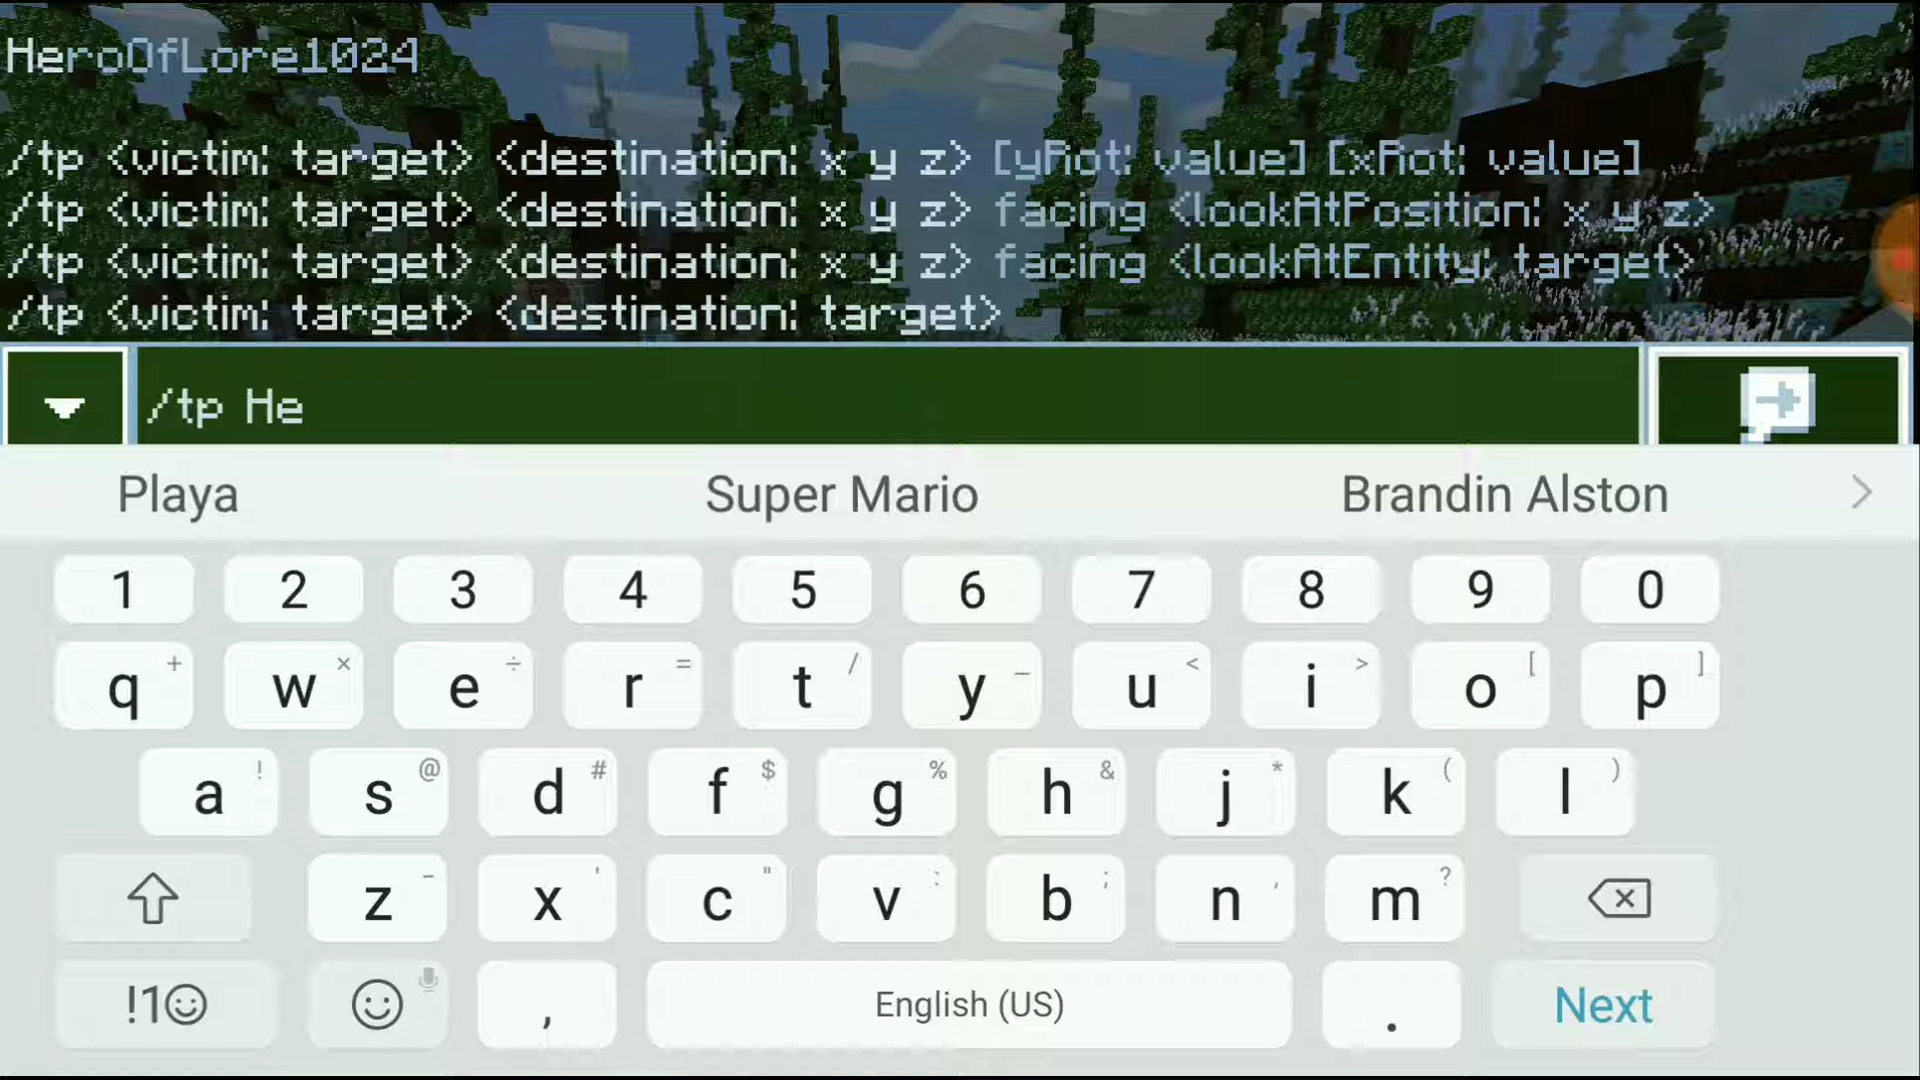 HeroOfLore1024
/tp <victim: target> <destination: x y z> [yRot: value] [xRot: value]
/tp <victim: target> <destination: x y z> facing <lookAtPosition: x y z>
/tp <victim: target> <destination: x y z> facing <lookAtEntity: target>
/tp <victim: target> <destination: target>
/tp He
Playa Super Mario Brandin Alston >
1 2 3 4 5 6 7 8 9 0
q + w × e ÷ r = t / y _ u < i > o [ p ]
a ! s @ d # f $ g % h & j * k ( l )
z - x ' c " v : b ; n , m ?
!1☺ , English (US) . Next